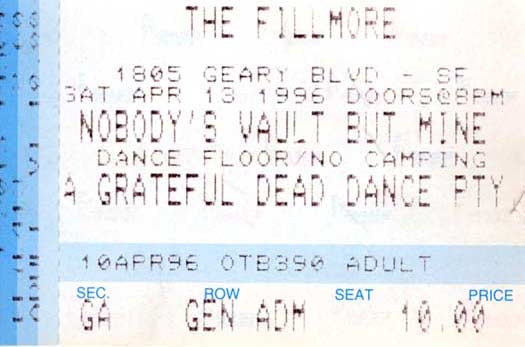 THE FILLMORE
1805 GEARY BLVD - SF
SAT APR 13 1996 DOORS@8PM
NOBODY'S VAULT BUT MINE
DANCE FLOOR/NO CAMPING
A GRATEFUL DEAD DANCE PTY
10APR96 OTB390 ADULT
SEC. ROW SEAT PRICE
GA GEN ADM 10.00